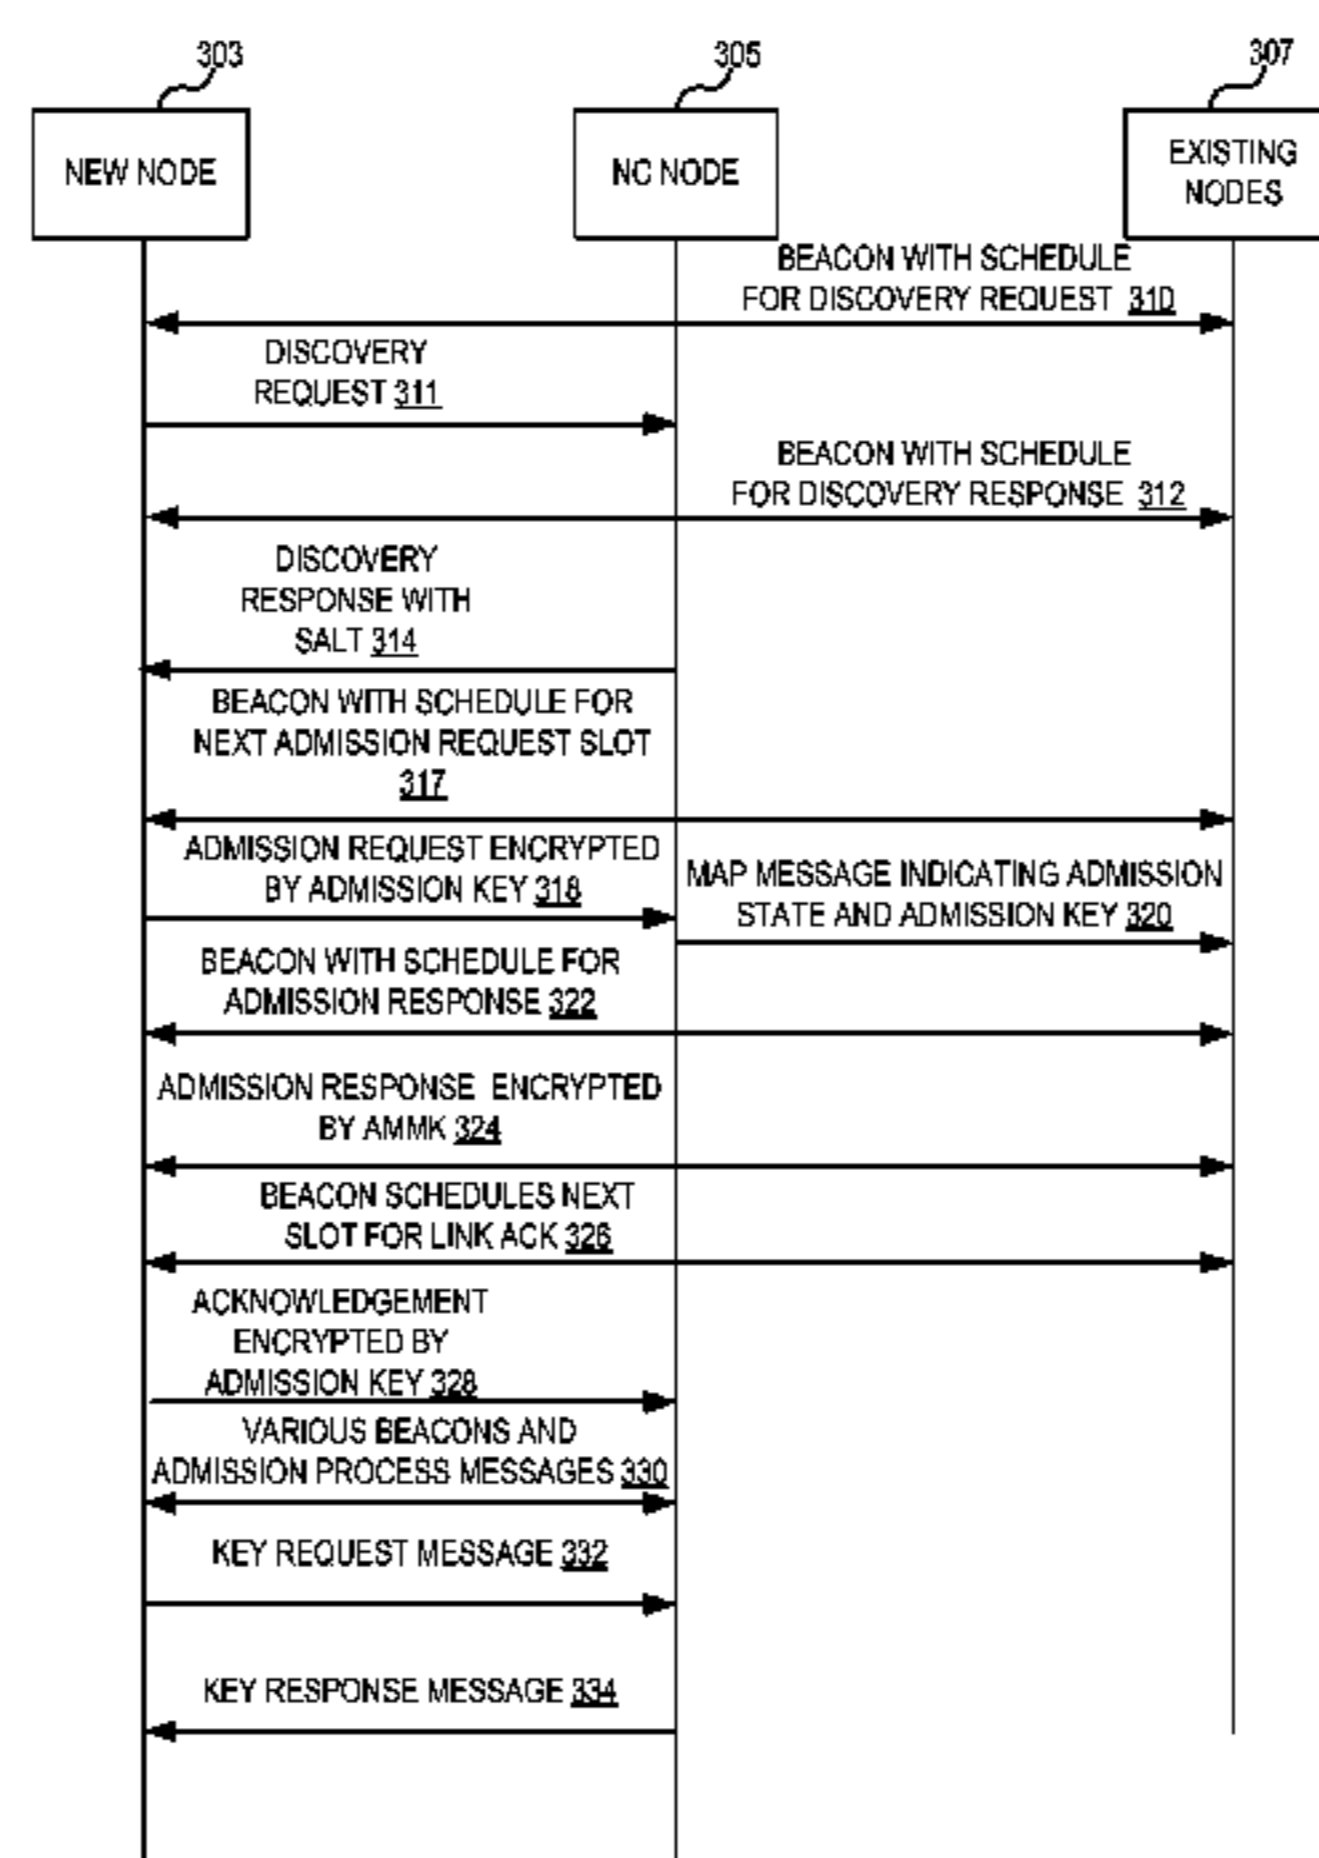 303
305
307
NEW NODE
NC NODE
EXISTING
NODES
BEACON WITH SCHEDULE
FOR DISCOVERY REQUEST 310
DISCOVERY
REQUEST 311
BEACON WITH SCHEDULE
FOR DISCOVERY RESPONSE 312
DISCOVERY
RESPONSE WITH
SALT 314
BEACON WITH SCHEDULE FOR
NEXT ADMISSION REQUEST SLOT
317
ADMISSION REQUEST ENCRYPTED
BY ADMISSION KEY 318
MAP MESSAGE INDICATING ADMISSION
STATE AND ADMISSION KEY 320
BEACON WITH SCHEDULE FOR
ADMISSION RESPONSE 322
ADMISSION RESPONSE ENCRYPTED
BY AMMK 324
BEACON SCHEDULES NEXT
SLOT FOR LINK ACK 326
ACKNOWLEDGEMENT
ENCRYPTED BY
ADMISSION KEY 328
VARIOUS BEACONS AND
ADMISSION PROCESS MESSAGES 330
KEY REQUEST MESSAGE 332
KEY RESPONSE MESSAGE 334